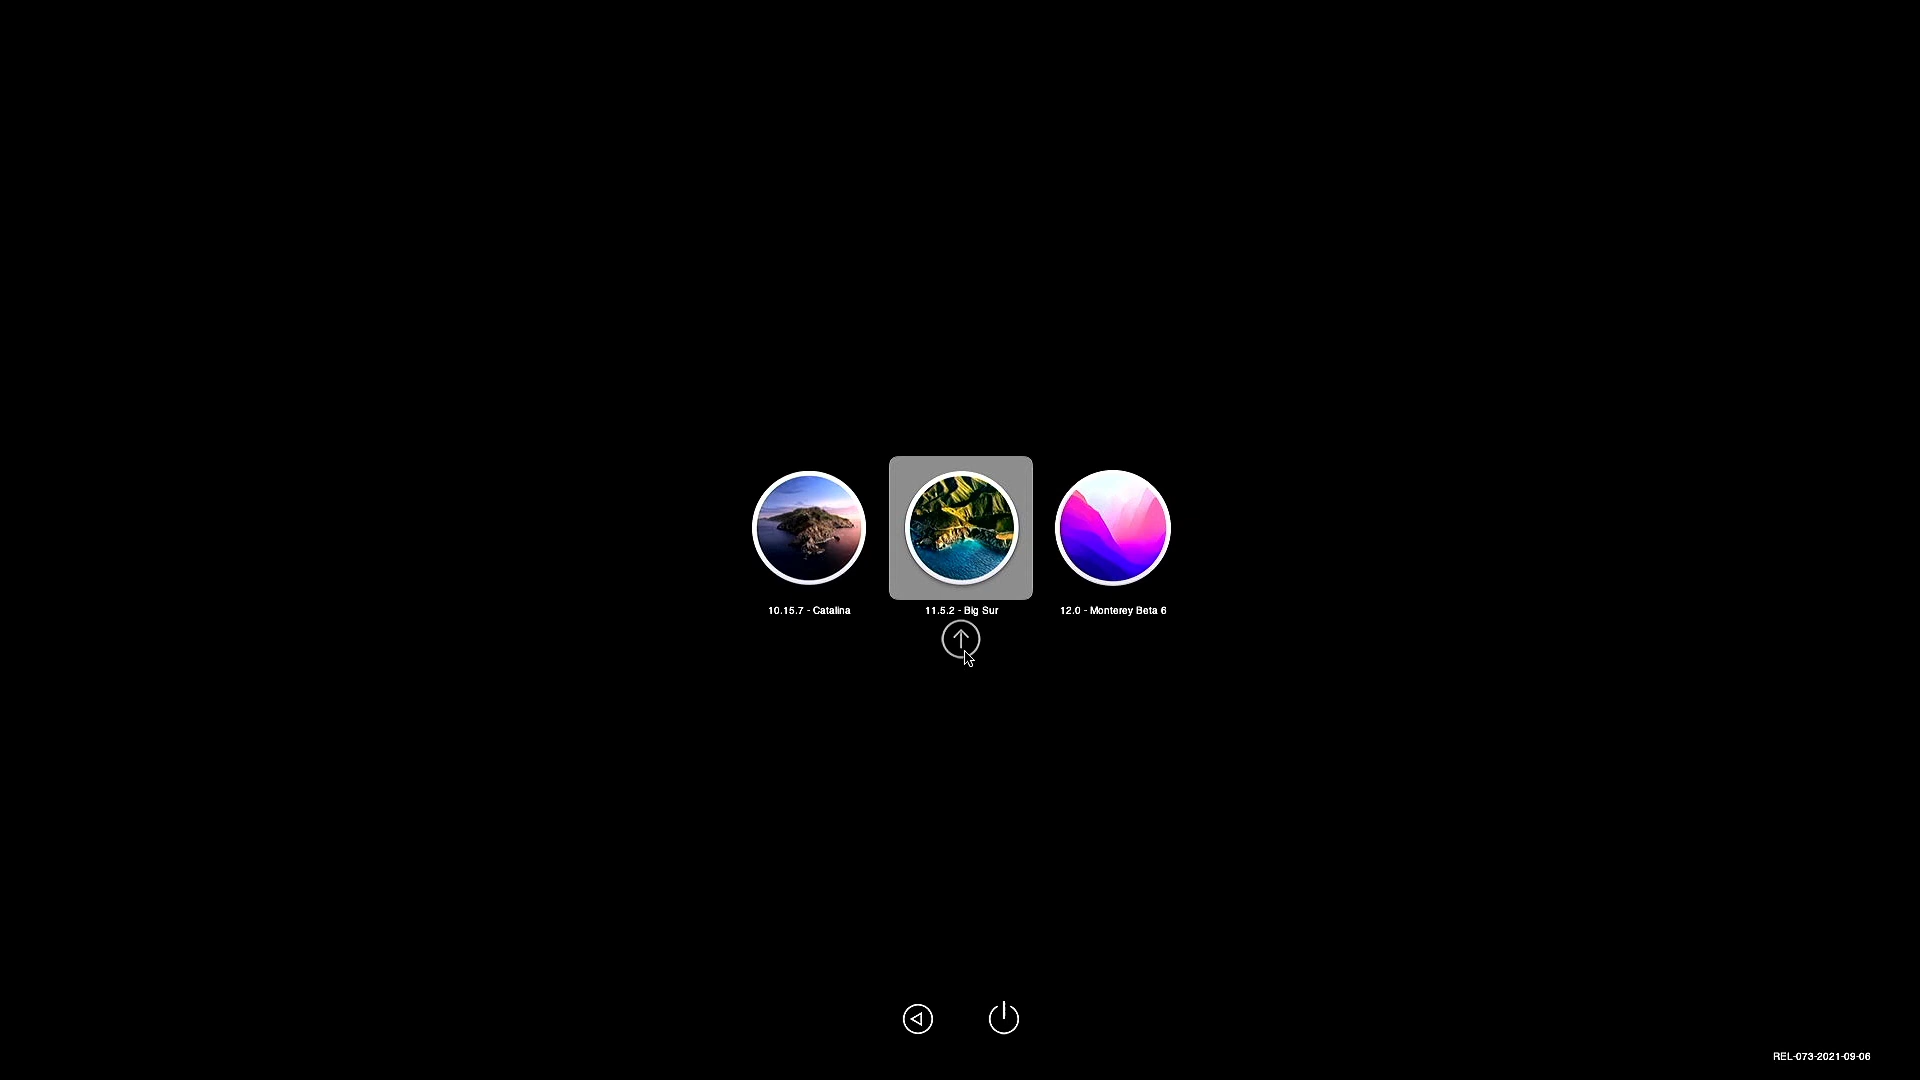 10.15.7 - Catalina
11.5.2 - Big Sur
12.0 - Monterey Beta 6
REL-073-2021-09-06